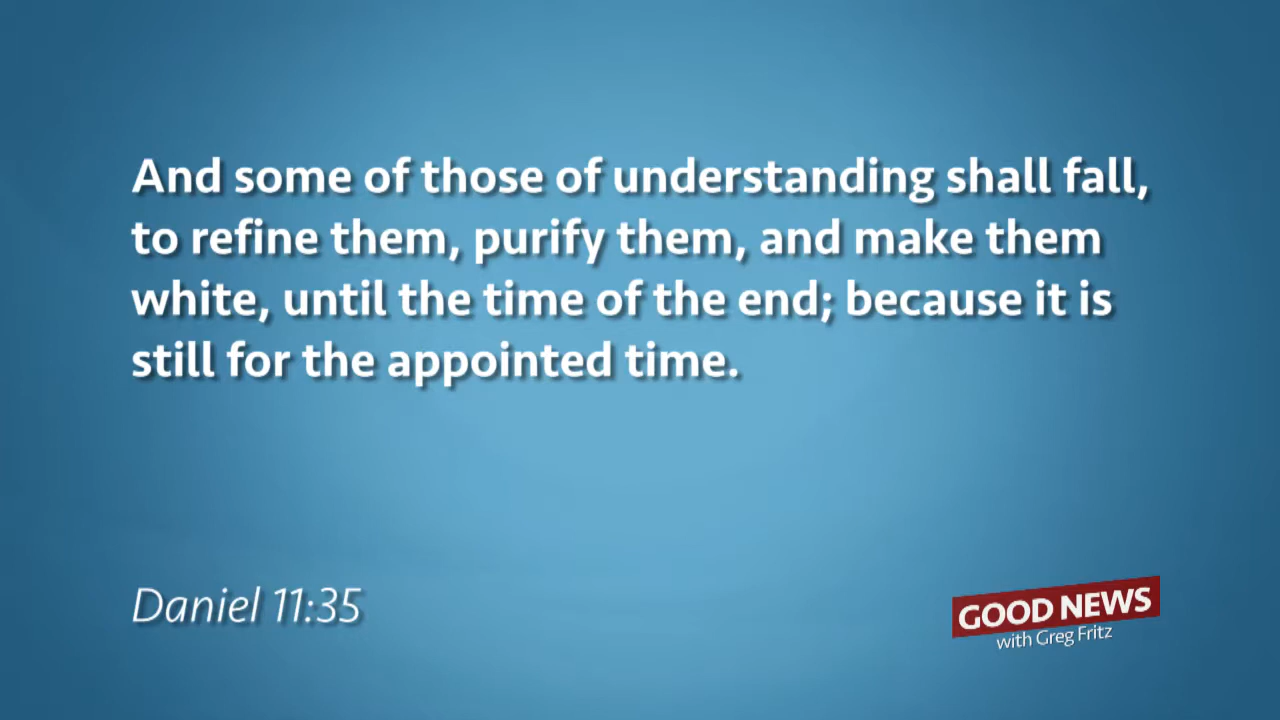 And some of those of understanding shall fall,
to refine them, purify them, and make them
white, until the time of the end; because it is
still for the appointed time.
Daniel 11:35
GOOD NEWS
with Greg Fritz